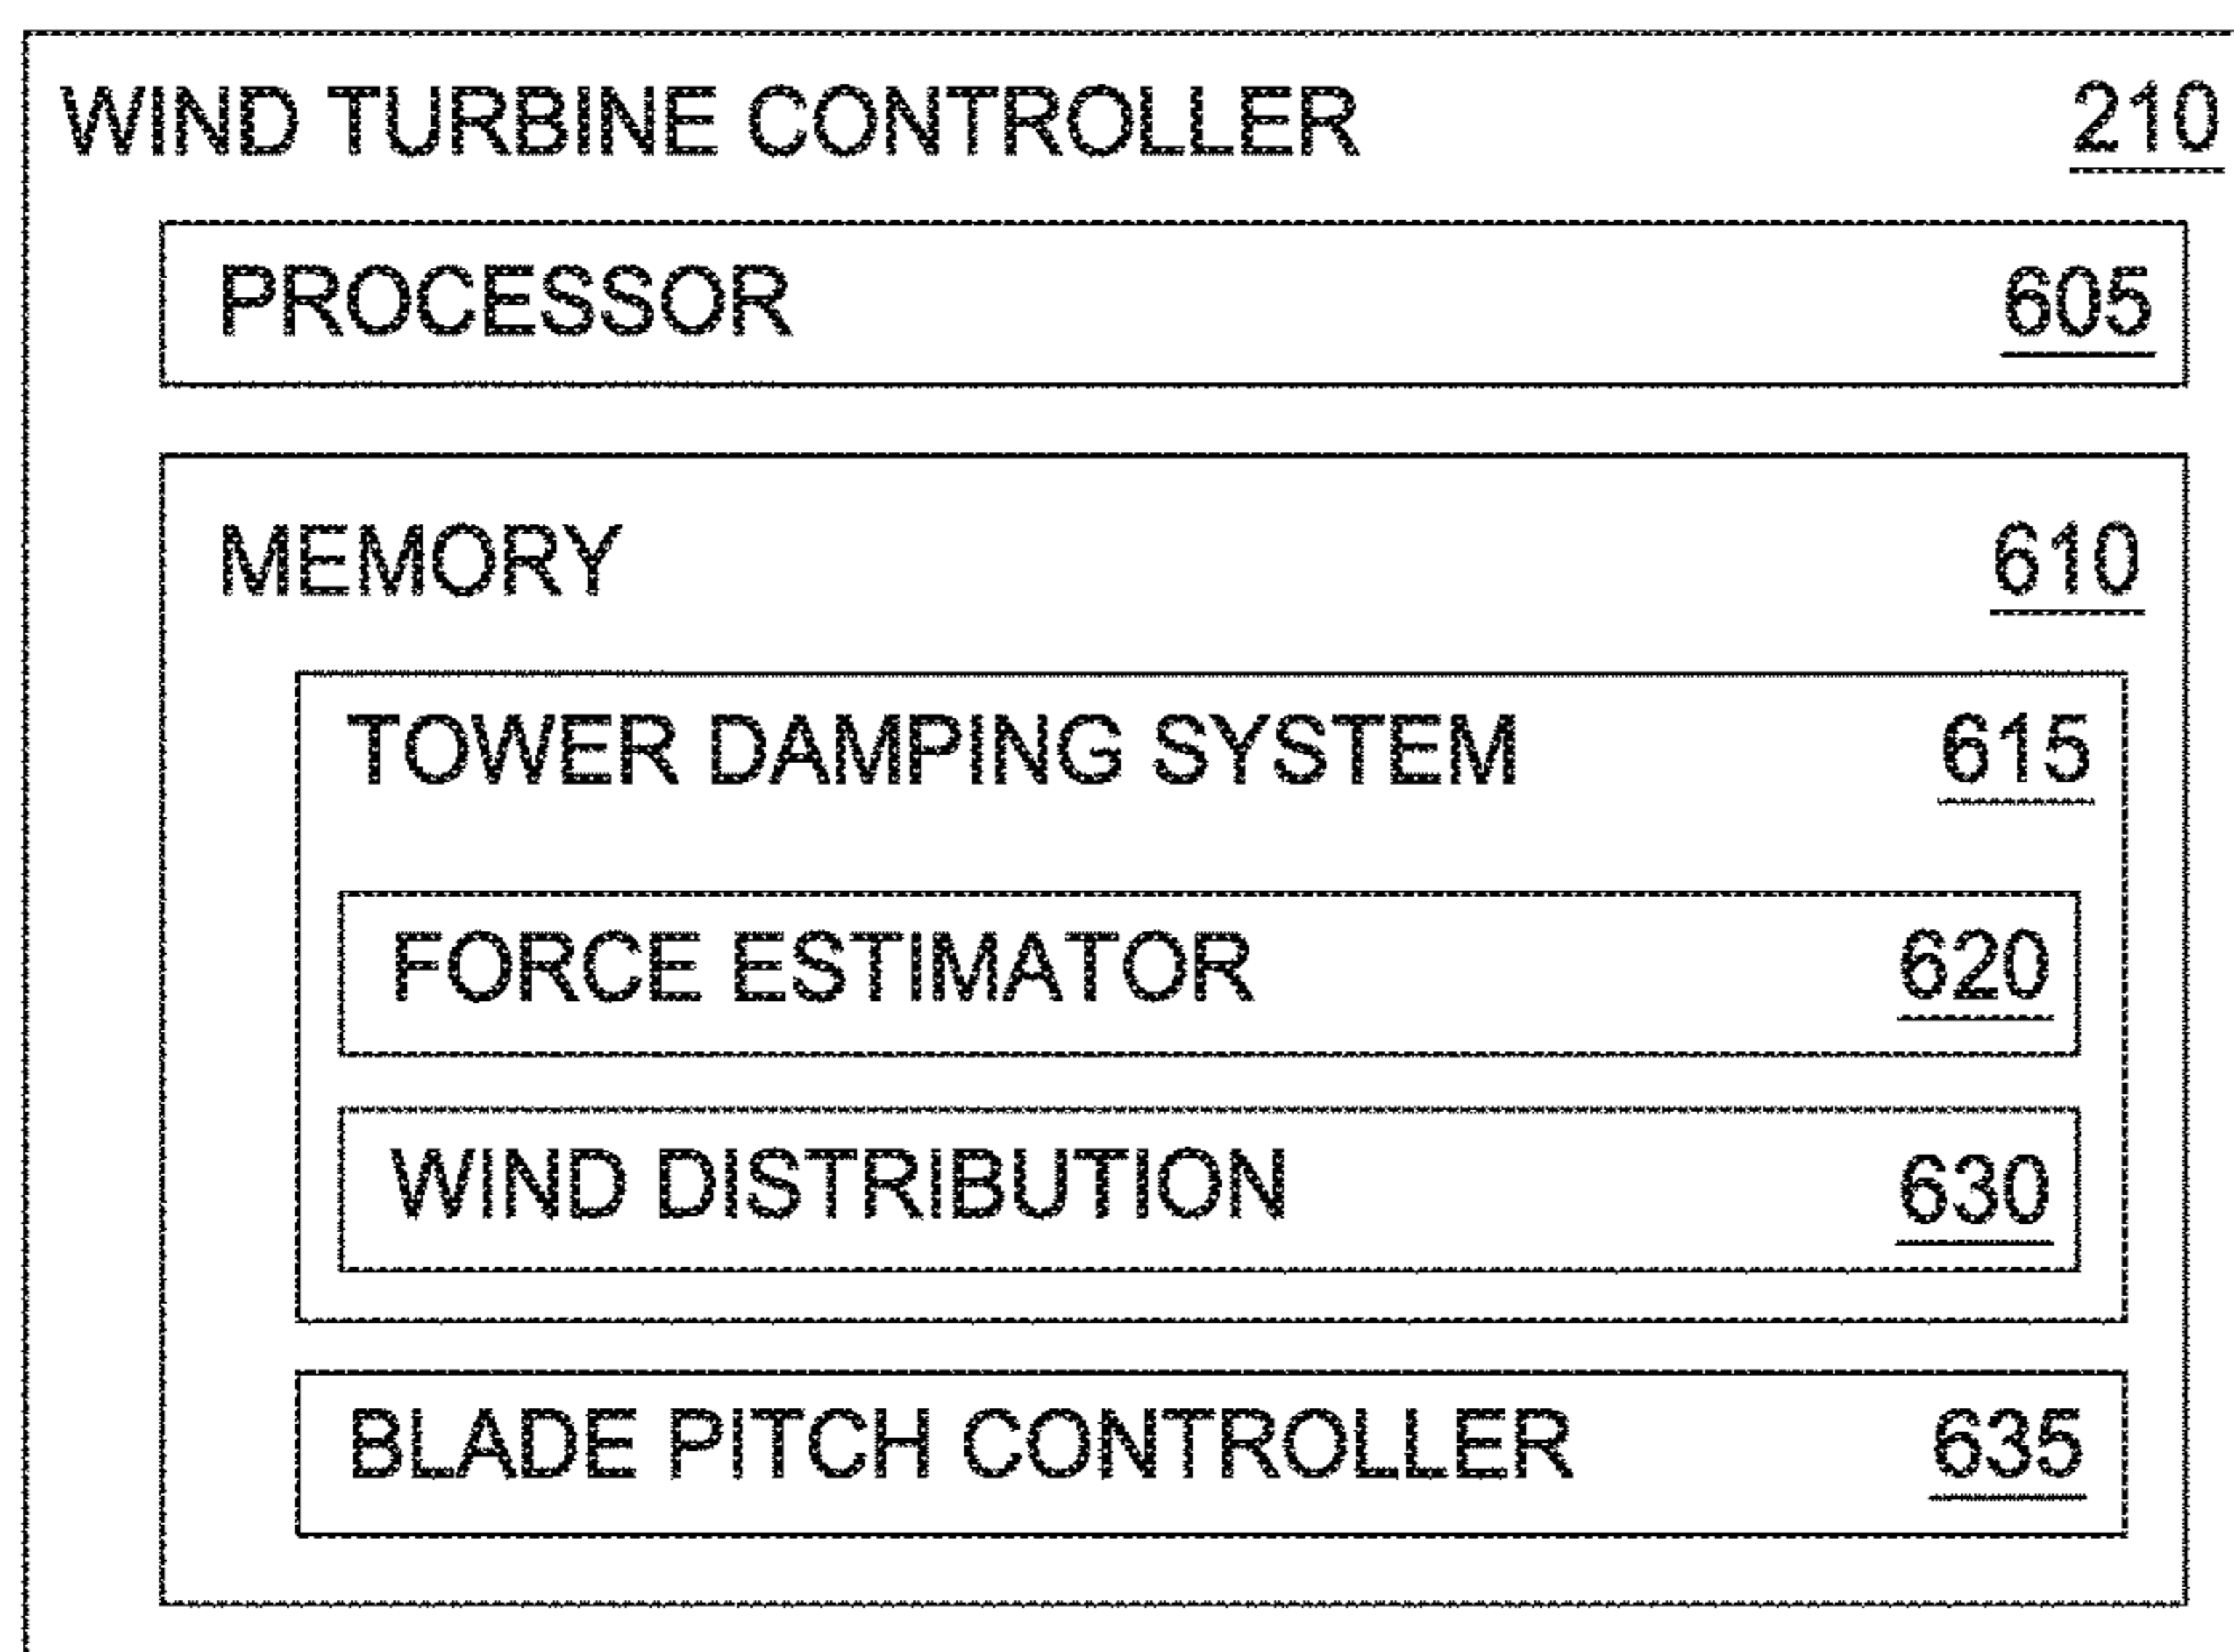 WIND TURBINE CONTROLLER 210
PROCESSOR 605
MEMORY 610
TOWER DAMPING SYSTEM 615
FORCE ESTIMATOR 620
WIND DISTRIBUTION 630
BLADE PITCH CONTROLLER 635